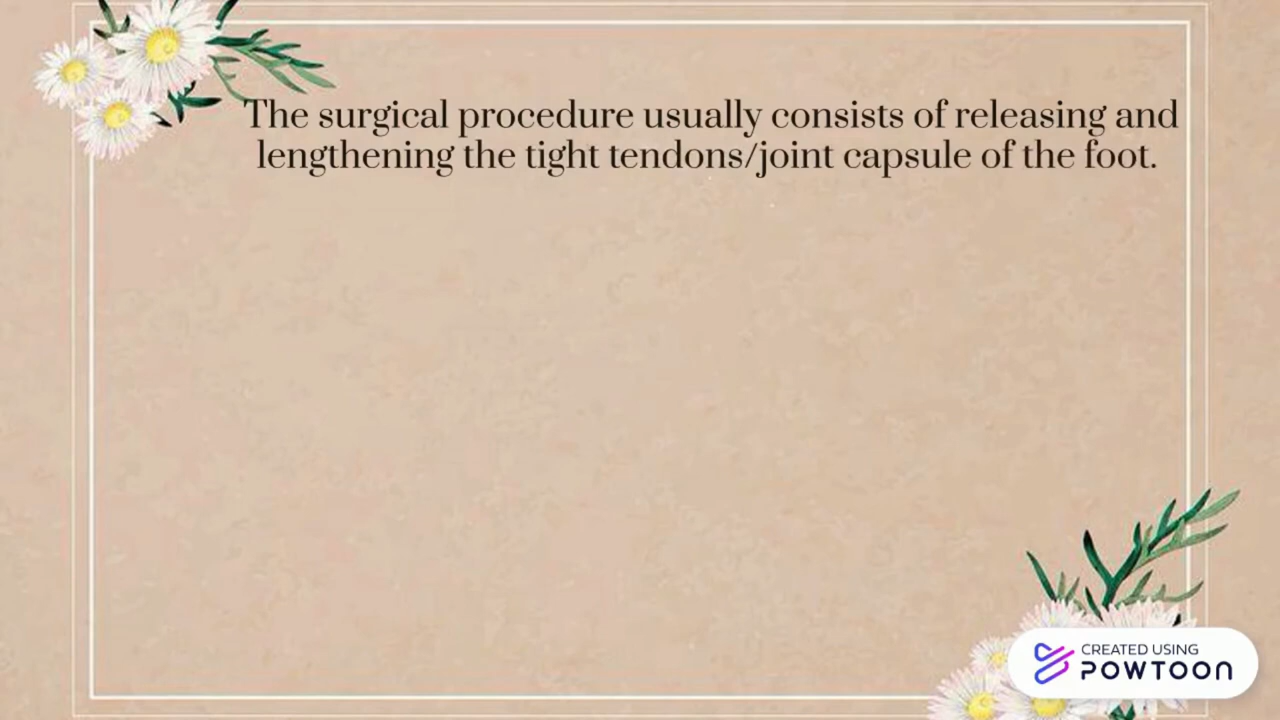 The surgical procedure usually consists of releasing and
lengthening the tight tendons/joint capsule of the foot.
CREATED USING
POWTOON